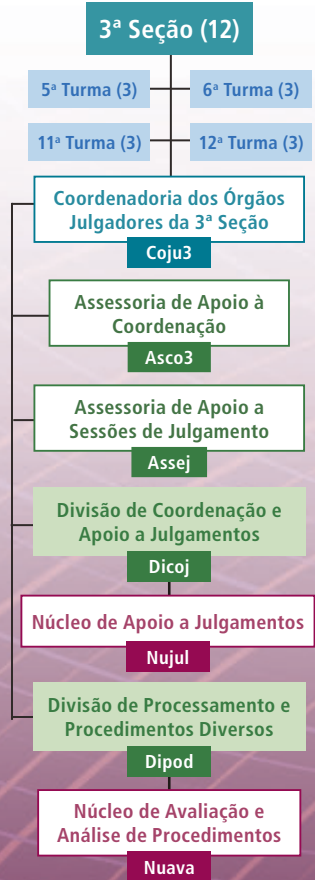 3ª Seção (12)
5ª Turma (3)
6ª Turma (3)
11ª Turma (3)
12ª Turma (3)
Coordenadoria dos Órgãos
Julgadores da 3ª Seção
Coju3
Assessoria de Apoio à
Coordenação
Asco3
Assessoria de Apoio a
Sessões de Julgamento
Assej
Divisão de Coordenação e
Apoio a Julgamentos
Dicoj
Núcleo de Apoio a Julgamentos
Nujul
Divisão de Processamento e
Procedimentos Diversos
Dipod
Núcleo de Avaliação e
Análise de Procedimentos
Nuava